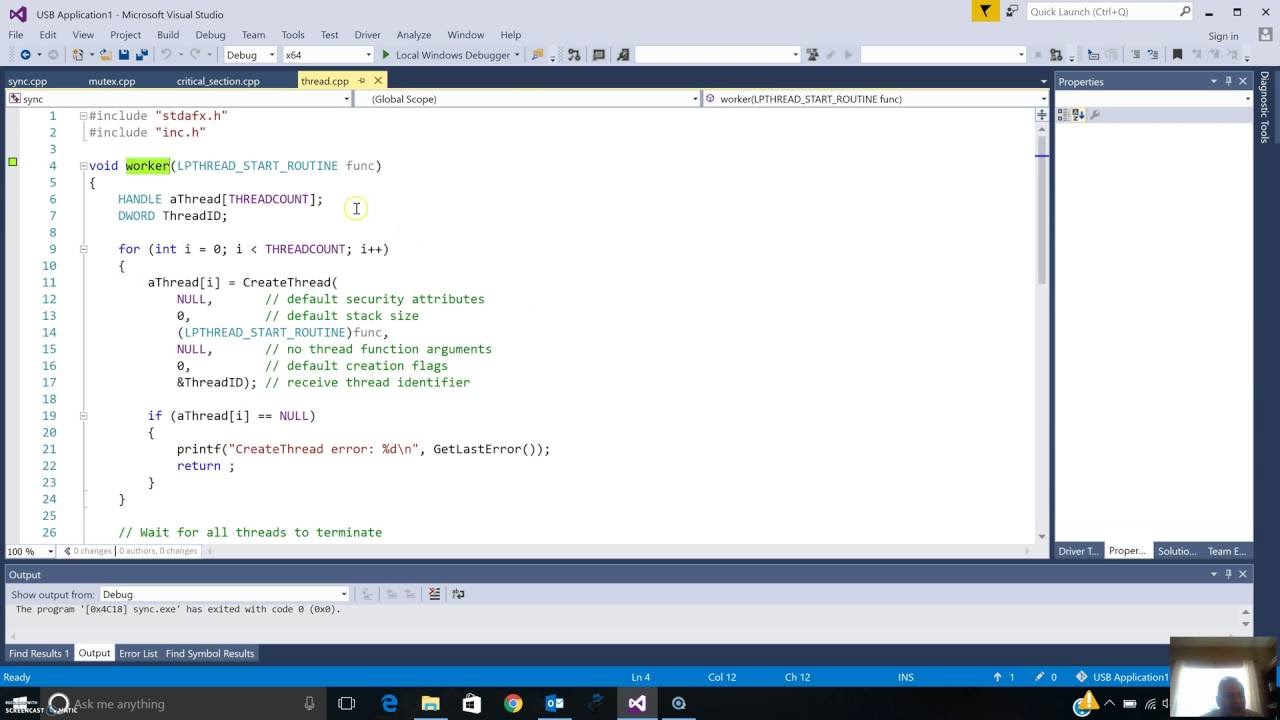 USB Application1 - Microsoft Visual Studio
Quick Launch (Ctrl+Q)
File Edit View Project Build Debug Team Tools Test Driver Analyze Window Help
Sign in
Debug x64 Local Windows Debugger
sync.cpp mutex.cpp critical_section.cpp thread.cpp
Properties
sync (Global Scope) worker(LPTHREAD_START_ROUTINE func)
Diagnostic Tools
1 #include "stdafx.h"
2 #include "inc.h"
3
4 void worker(LPTHREAD_START_ROUTINE func)
5 {
6 HANDLE aThread[THREADCOUNT];
7 DWORD ThreadID;
8
9 for (int i = 0; i < THREADCOUNT; i++)
10 {
11 aThread[i] = CreateThread(
12 NULL, // default security attributes
13 0, // default stack size
14 (LPTHREAD_START_ROUTINE)func,
15 NULL, // no thread function arguments
16 0, // default creation flags
17 &ThreadID); // receive thread identifier
18
19 if (aThread[i] == NULL)
20 {
21 printf("CreateThread error: %d\n", GetLastError());
22 return ;
23 }
24 }
25
26 // Wait for all threads to terminate
100 % 0 changes | 0 authors, 0 changes
Driver T... Proper... Solutio... Team E...
Output
Show output from: Debug
The program '[0x4C18] sync.exe' has exited with code 0 (0x0).
Find Results 1 Output Error List Find Symbol Results
Ready Ln 4 Col 12 Ch 12 INS 1 0 USB Application1
Ask me anything
RECORDED WITH
SCREENCAST MATIC